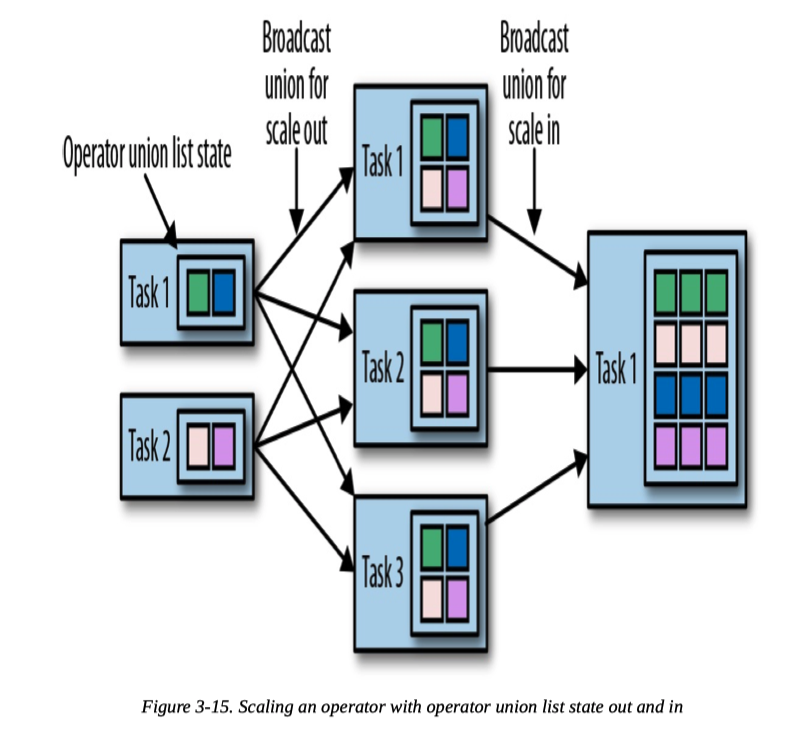 Broadcast
union for
scale out
Broadcast
union for
scale in
Operator union list state
Task 1
Task 2
Task 1
Task 2
Task 3
Task 1
Figure 3-15. Scaling an operator with operator union list state out and in